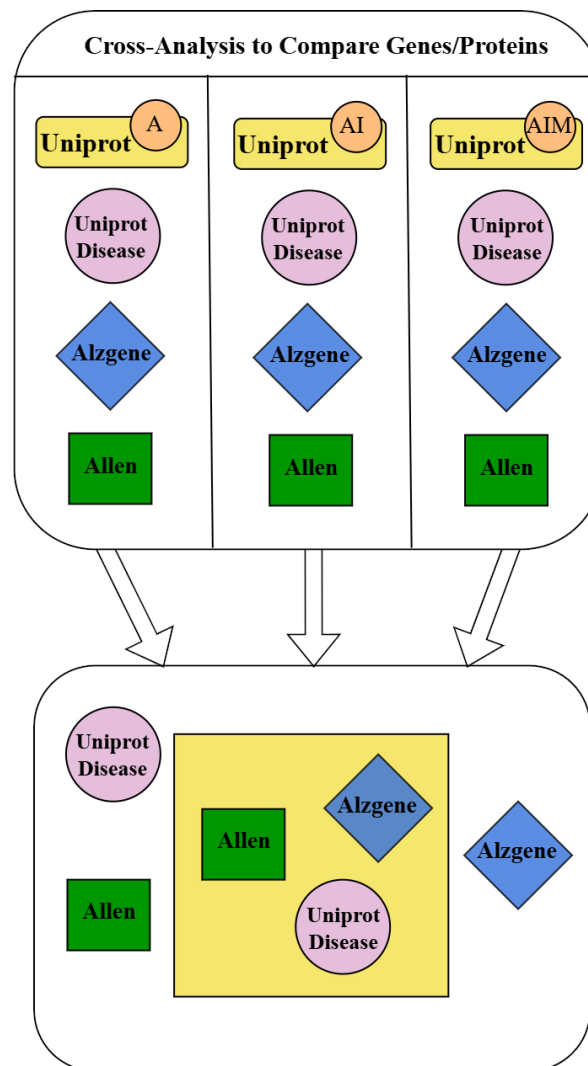 Cross-Analysis to Compare Genes/Proteins
Uniprot A
Uniprot AI
Uniprot AIM
Uniprot
Disease
Uniprot
Disease
Uniprot
Disease
Alzgene
Alzgene
Alzgene
Allen
Allen
Allen
Uniprot
Disease
Alzgene
Allen
Alzgene
Allen
Uniprot
Disease